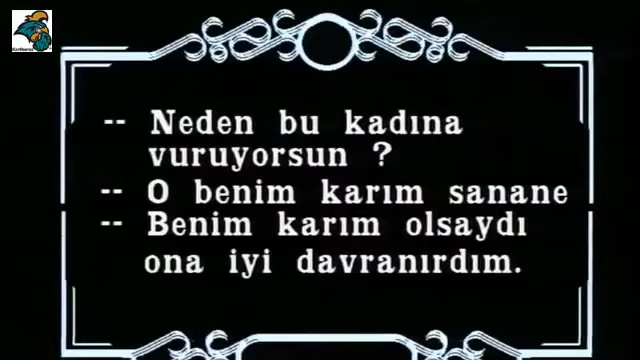 -- Neden bu kadına
vuruyorsun ?
-- O benim karım sanane
-- Benim karım olsaydı
ona iyi davranırdım.